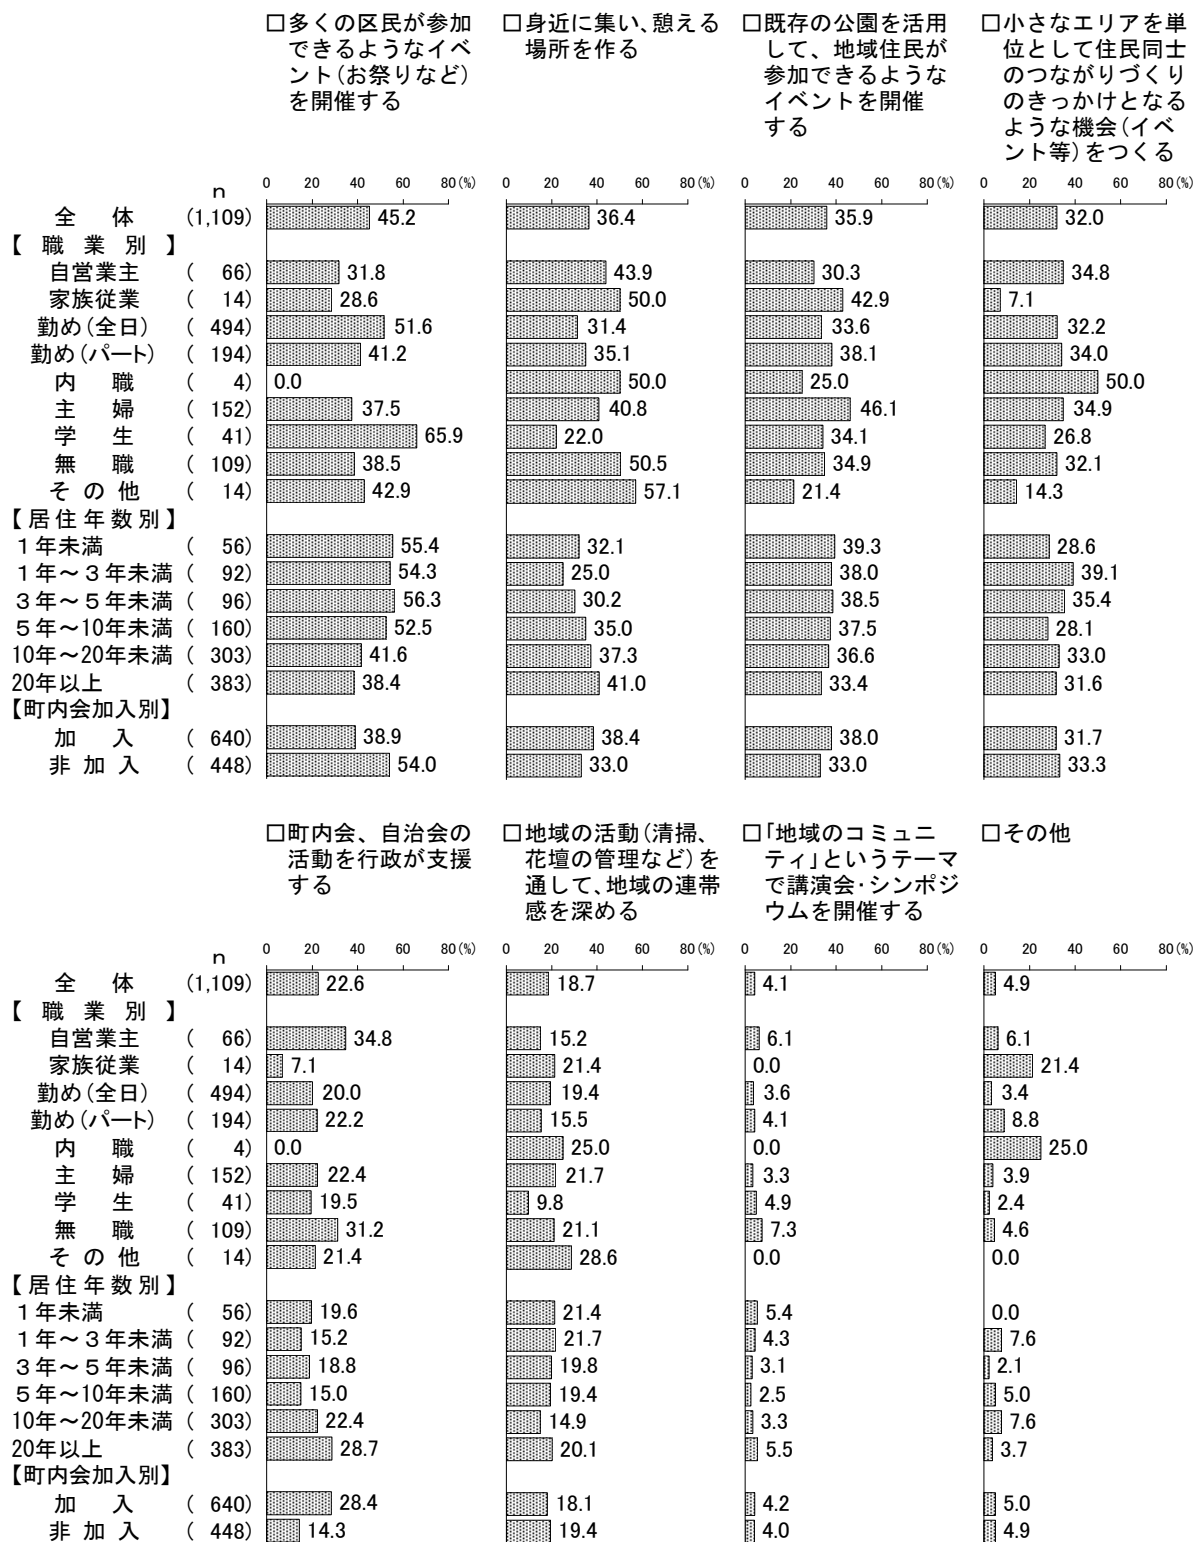 □多くの区民が参加
できるようなイベ
ント(お祭りなど)
を開催する
□身近に集い、憩える
場所を作る
□既存の公園を活用
して、地域住民が
参加できるような
イベントを開催
する
□小さなエリアを単
位として住民同士
のつながりづくり
のきっかけとなる
ような機会(イベ
ント等)をつくる
n 0 20 40 60 80(%) 0 20 40 60 80(%) 0 20 40 60 80(%) 0 20 40 60 80(%)
全体 (1,109) 45.2 36.4 35.9 32.0
【職業別】
自営業主 (66) 31.8 43.9 30.3 34.8
家族従業 (14) 28.6 50.0 42.9 7.1
勤め(全日) (494) 51.6 31.4 33.6 32.2
勤め(パート) (194) 41.2 35.1 38.1 34.0
内職 (4) 0.0 50.0 25.0 50.0
主婦 (152) 37.5 40.8 46.1 34.9
学生 (41) 65.9 22.0 34.1 26.8
無職 (109) 38.5 50.5 34.9 32.1
その他 (14) 42.9 57.1 21.4 14.3
【居住年数別】
1年未満 (56) 55.4 32.1 39.3 28.6
1年~3年未満 (92) 54.3 25.0 38.0 39.1
3年~5年未満 (96) 56.3 30.2 38.5 35.4
5年~10年未満 (160) 52.5 35.0 37.5 28.1
10年~20年未満 (303) 41.6 37.3 36.6 33.0
20年以上 (383) 38.4 41.0 33.4 31.6
【町内会加入別】
加入 (640) 38.9 38.4 38.0 31.7
非加入 (448) 54.0 33.0 33.0 33.3
□町内会、自治会の
活動を行政が支援
する
□地域の活動(清掃、
花壇の管理など)を
通して、地域の連帯
感を深める
□「地域のコミュニ
ティ」というテーマ
で講演会・シンポジ
ウムを開催する
□その他
n 0 20 40 60 80(%) 0 20 40 60 80(%) 0 20 40 60 80(%) 0 20 40 60 80(%)
全体 (1,109) 22.6 18.7 4.1 4.9
【職業別】
自営業主 (66) 34.8 15.2 6.1 6.1
家族従業 (14) 7.1 21.4 0.0 21.4
勤め(全日) (494) 20.0 19.4 3.6 3.4
勤め(パート) (194) 22.2 15.5 4.1 8.8
内職 (4) 0.0 25.0 0.0 25.0
主婦 (152) 22.4 21.7 3.3 3.9
学生 (41) 19.5 9.8 4.9 2.4
無職 (109) 31.2 21.1 7.3 4.6
その他 (14) 21.4 28.6 0.0 0.0
【居住年数別】
1年未満 (56) 19.6 21.4 5.4 0.0
1年~3年未満 (92) 15.2 21.7 4.3 7.6
3年~5年未満 (96) 18.8 19.8 3.1 2.1
5年~10年未満 (160) 15.0 19.4 2.5 5.0
10年~20年未満 (303) 22.4 14.9 3.3 7.6
20年以上 (383) 28.7 20.1 5.5 3.7
【町内会加入別】
加入 (640) 28.4 18.1 4.2 5.0
非加入 (448) 14.3 19.4 4.0 4.9